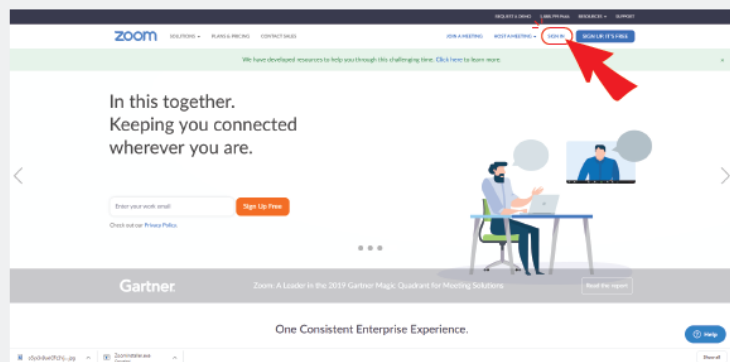 REQUEST A DEMO 1.888.799.9666 RESOURCES SUPPORT
zoom SOLUTIONS PLANS & PRICING CONTACT SALES JOIN A MEETING HOST A MEETING SIGN IN SIGN UP, IT'S FREE
We have developed resources to help you through this challenging time. Click here to learn more.
In this together.
Keeping you connected
wherever you are.
Enter your work email Sign Up Free
Check out our Privacy Policy.
Gartner Zoom: A Leader in the 2019 Gartner Magic Quadrant for Meeting Solutions Read the report
One Consistent Enterprise Experience.
Help
Show all